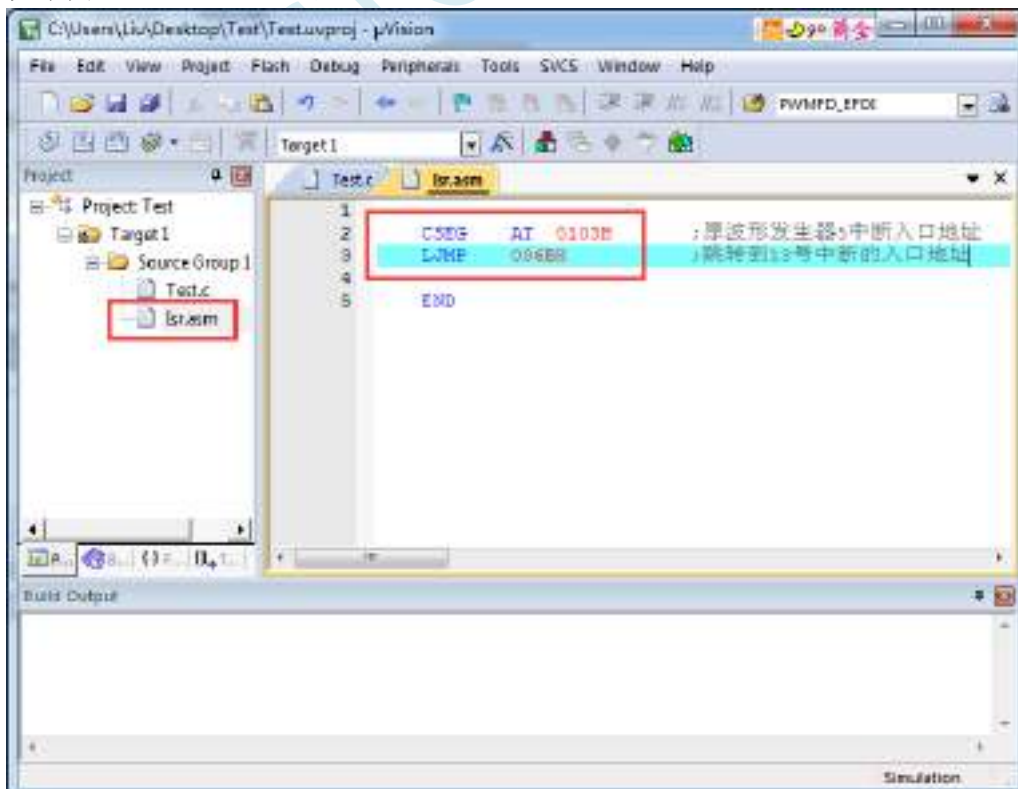 C:\Users\Liu\Desktop\Test\Test.uvproj - µVision
File Edit View Project Flash Debug Peripherals Tools SVCS Window Help
PWMFD_EFDI
Target 1
Project
Test.c Isr.asm
Project: Test
Target 1
Source Group 1
Test.c
Isr.asm
1
2 CSEG AT 0103H ;原波形发生器5中断入口地址
3 LJMP 006BH ;跳转到13号中断的入口地址
4
5 END
Build Output
Simulation